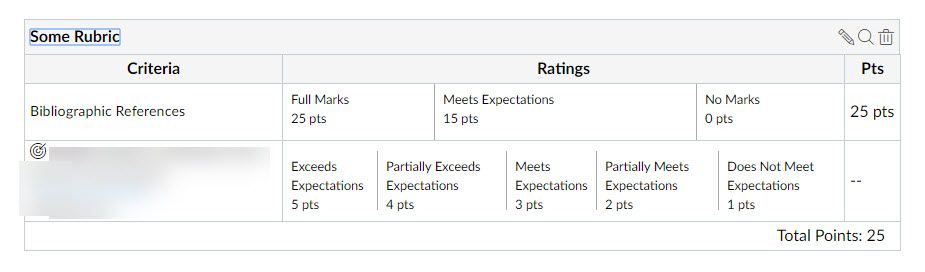 Some Rubric
Criteria Ratings Pts
Bibliographic References
Full Marks
25 pts
Meets Expectations
15 pts
No Marks
0 pts
25 pts
Exceeds
Expectations
5 pts
Partially Exceeds
Expectations
4 pts
Meets
Expectations
3 pts
Partially Meets
Expectations
2 pts
Does Not Meet
Expectations
1 pts
--
Total Points: 25